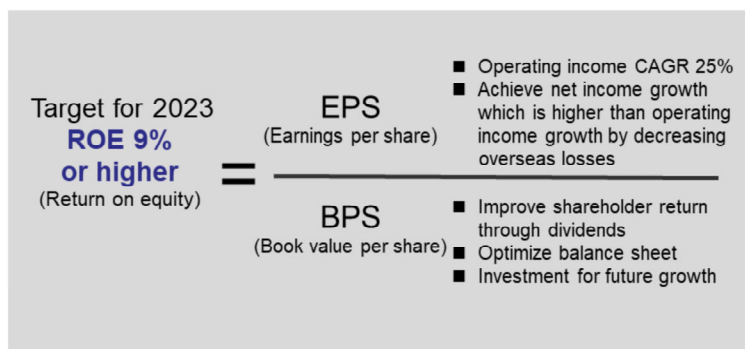 Target for 2023
ROE 9%
or higher
(Return on equity)
=
EPS
(Earnings per share)
■ Operating income CAGR 25%
■ Achieve net income growth
which is higher than operating
income growth by decreasing
overseas losses
BPS
(Book value per share)
■ Improve shareholder return
through dividends
■ Optimize balance sheet
■ Investment for future growth